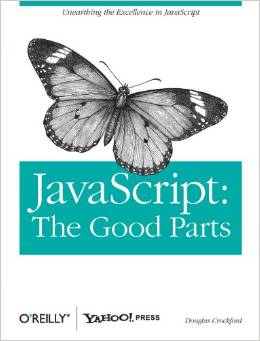 Unearthing the Excellence in JavaScript
JavaScript:
The Good Parts
O'REILLY® YAHOO! PRESS Douglas Crockford